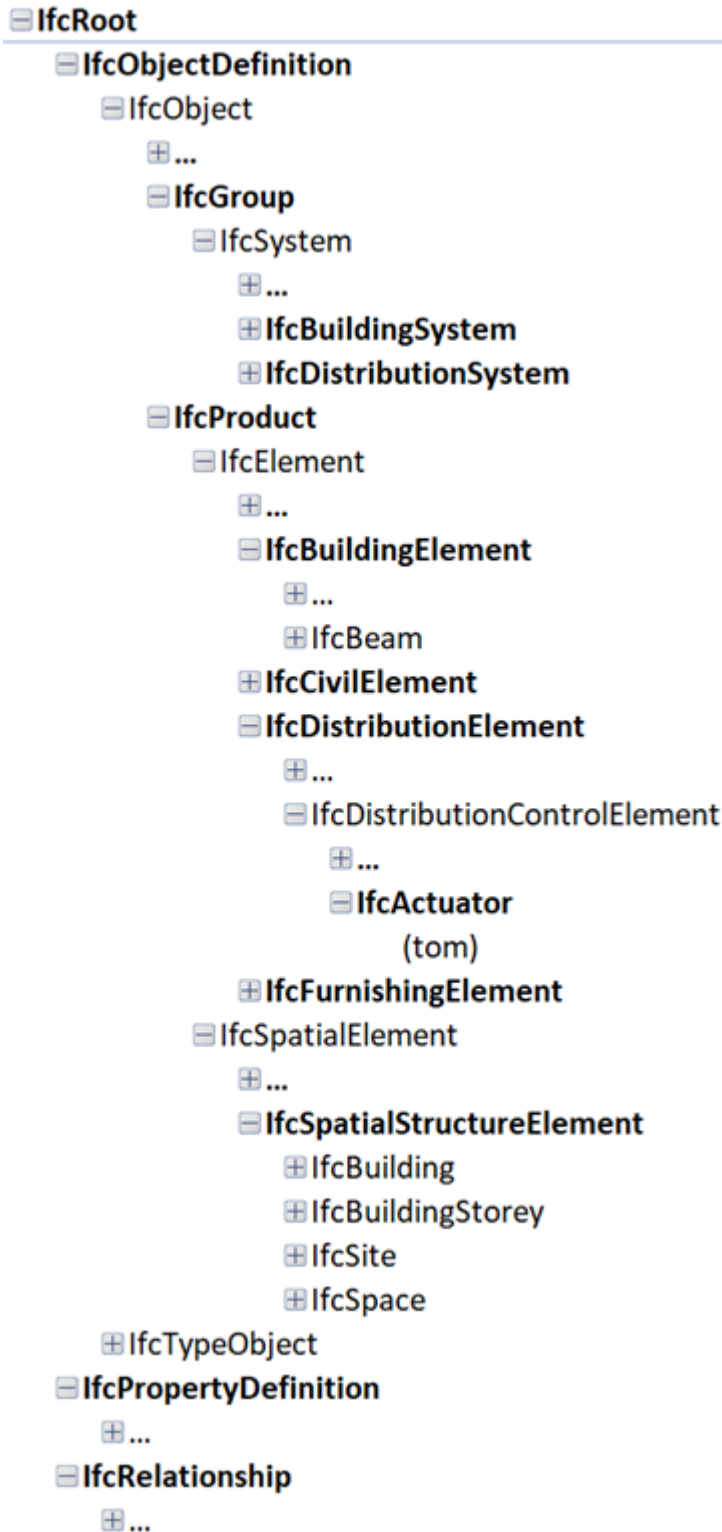 IfcRoot
IfcObjectDefinition
IfcObject
...
IfcGroup
IfcSystem
...
IfcBuildingSystem
IfcDistributionSystem
IfcProduct
IfcElement
...
IfcBuildingElement
...
IfcBeam
IfcCivilElement
IfcDistributionElement
...
IfcDistributionControlElement
...
IfcActuator
(tom)
IfcFurnishingElement
IfcSpatialElement
...
IfcSpatialStructureElement
IfcBuilding
IfcBuildingStorey
IfcSite
IfcSpace
IfcTypeObject
IfcPropertyDefinition
...
IfcRelationship
...